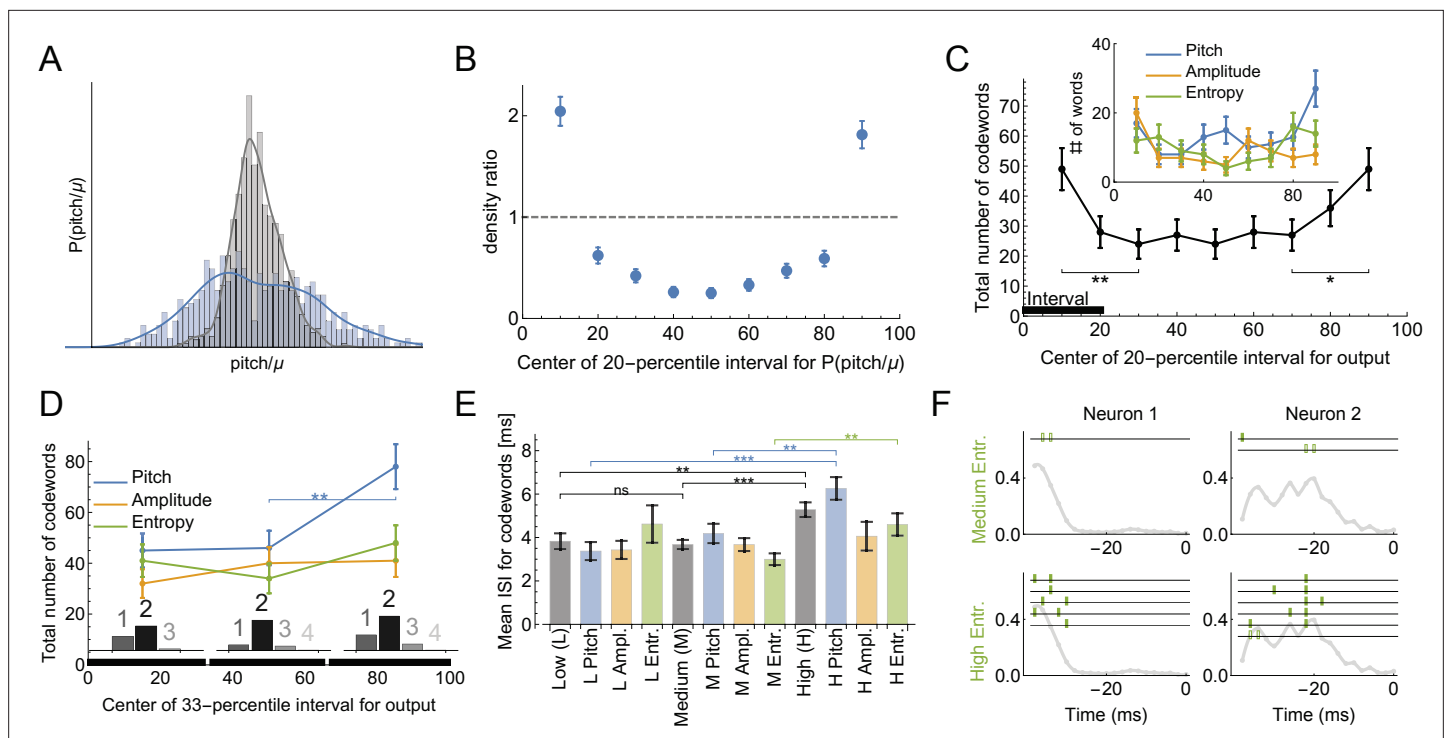 A
P(pitch/μ)
pitch/μ
B
density ratio
2
1
0
0 20 40 60 80 100
Center of 20−percentile interval for P(pitch/μ)
C
Total number of codewords
70
60
50
40
30
20
10
0
# of words
40
20
0
0 40 80
Pitch
Amplitude
Entropy
** *
Interval
0 20 40 60 80 100
Center of 20−percentile interval for output
D
Total number of codewords
80
60
40
20
0
Pitch
Amplitude
Entropy
**
1 2 3
2 3 4
1 2 3 4
0 20 40 60 80 100
Center of 33−percentile interval for output
E
Mean ISI for codewords [ms]
8
6
4
2
0
**
**
***
**
***
ns
Low (L)
L Pitch
L Ampl.
L Entr.
Medium (M)
M Pitch
M Ampl.
M Entr.
High (H)
H Pitch
H Ampl.
H Entr.
F
Neuron 1 Neuron 2
Medium Entr.
0.4 0.4
0.0 0.0
−20 0 −20 0
High Entr.
0.4 0.4
0.0 0.0
−20 0 −20 0
Time (ms) Time (ms)